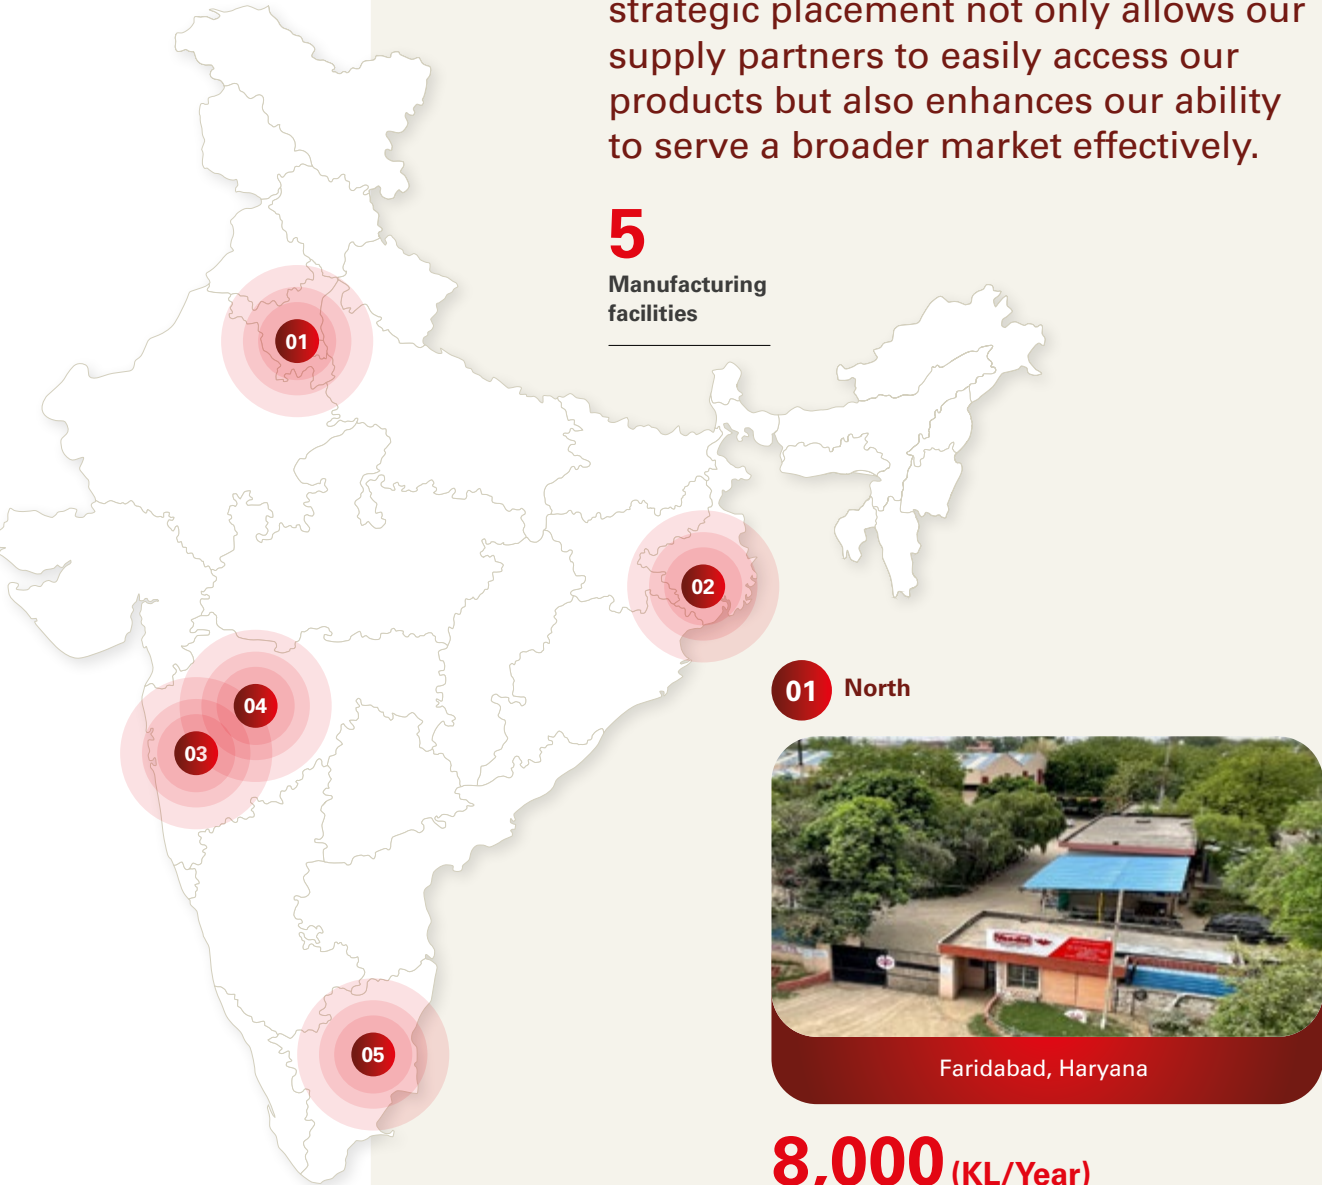 strategic placement not only allows our
supply partners to easily access our
products but also enhances our ability
to serve a broader market effectively.
5
Manufacturing
facilities
01
02
04
03
05
01 North
Faridabad, Haryana
8,000 (KL/Year)